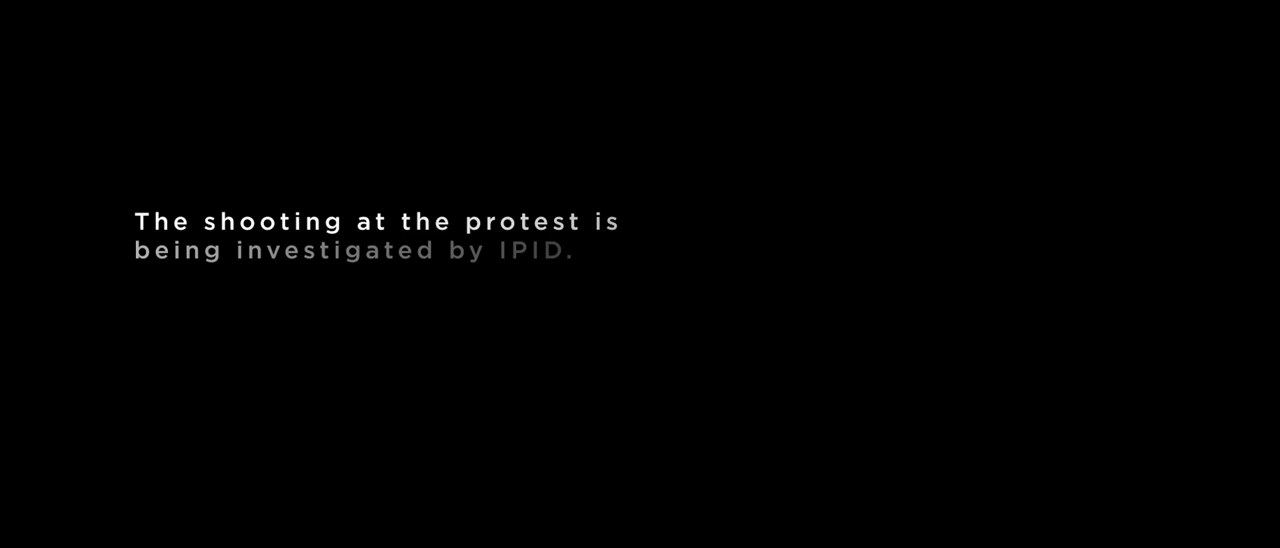 The shooting at the protest is
being investigated by IPID.